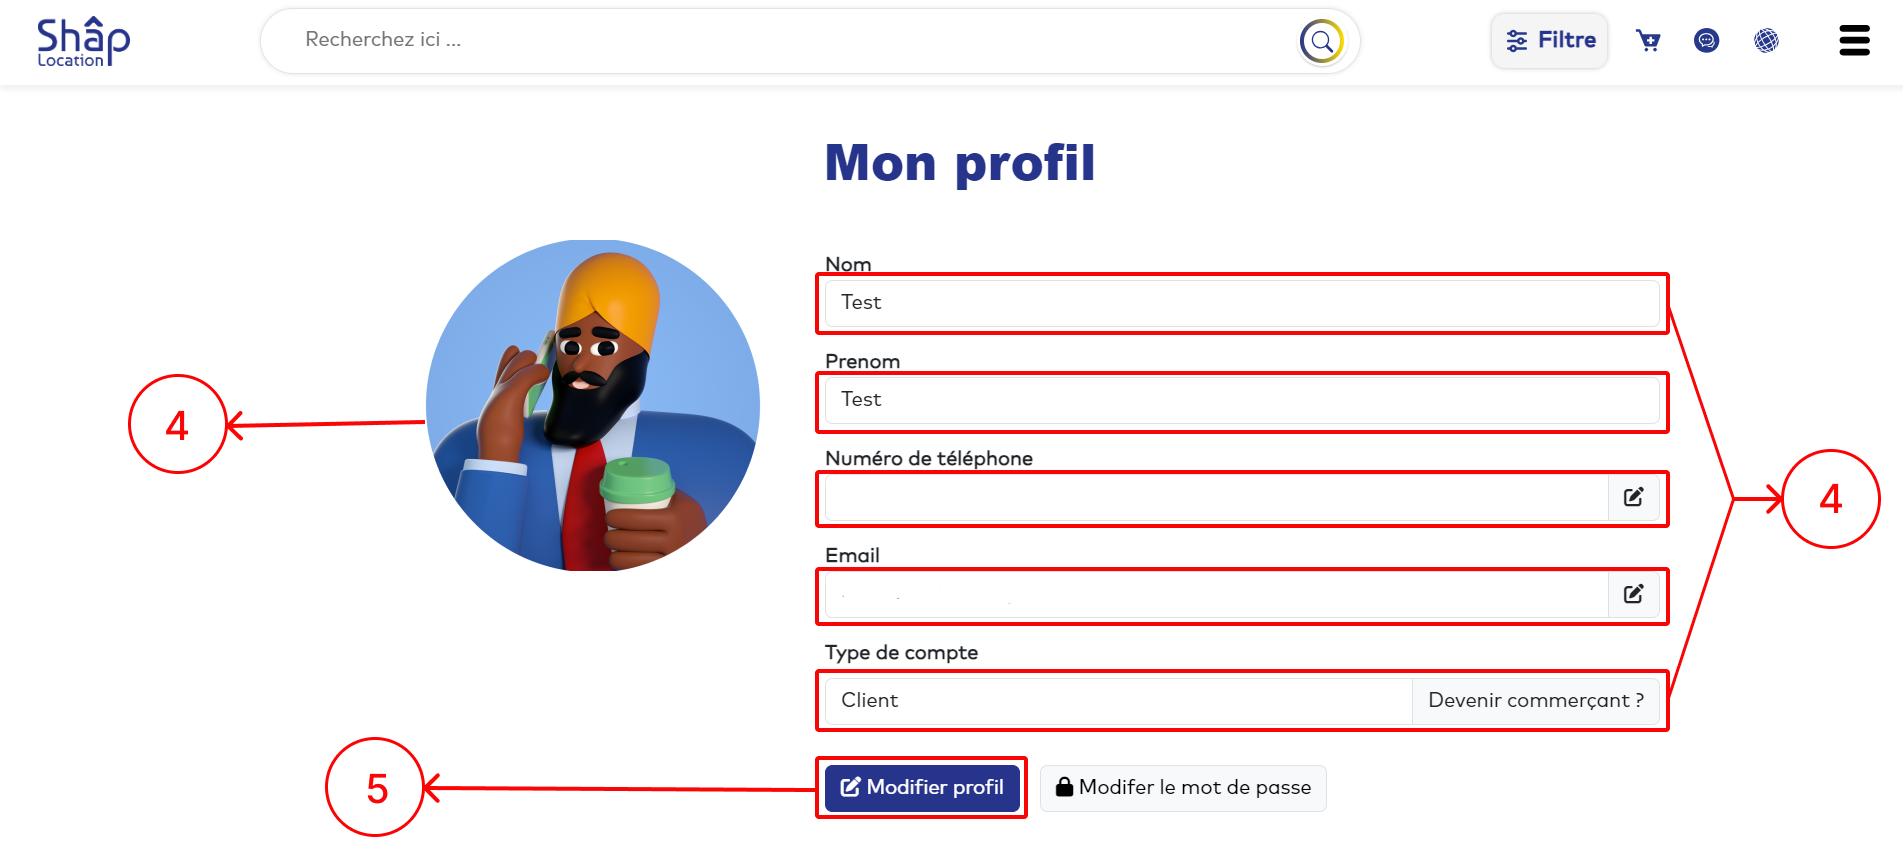 Shâp
Location
Recherchez ici ...
Filtre
Mon profil
Nom
Test
Prenom
Test
Numéro de téléphone
Email
Type de compte
Client
Devenir commerçant ?
Modifier profil
Modifer le mot de passe
4
4
5